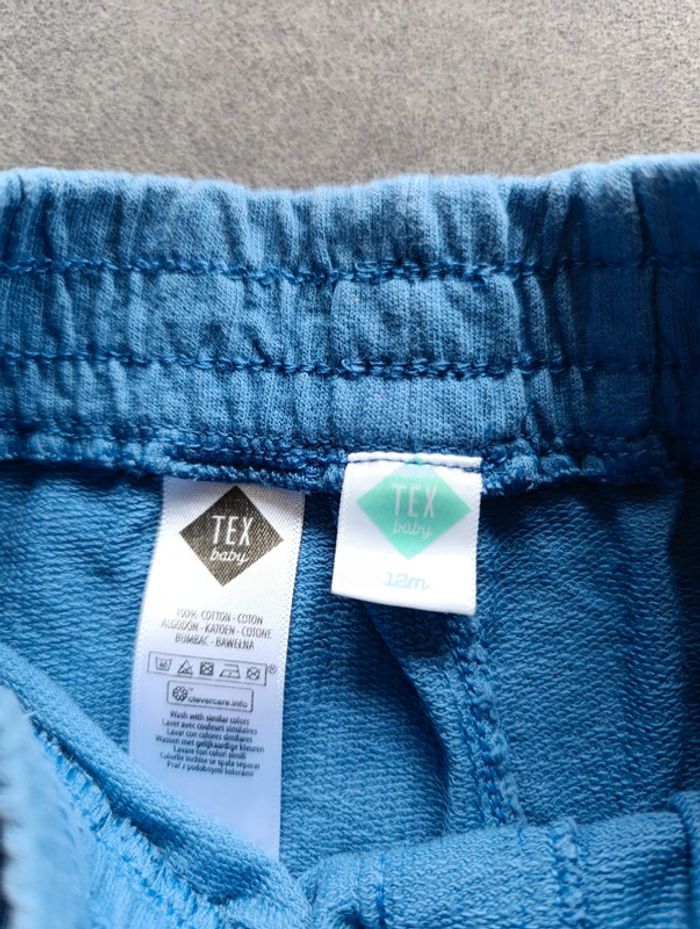 TEX
baby
100% COTTON - COTON
ALGODÓN - KATOEN - COTONE
BUMBAC - BAWEŁNA
clevercare.info
Wash with similar colors
Laver avec couleurs similaires
Lavar con colores similares
Wassen met gelijkaardige kleuren
Lavare con colori simili
Culorile închise se spală separat
Prać z podobnymi kolorami
TEX
baby
12m